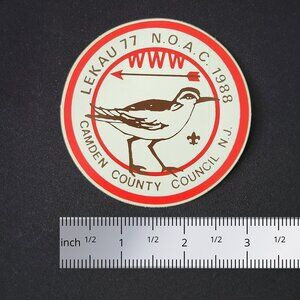 LEKAU 77 N.O.A.C. 1988
WWW
CAMDEN COUNTY COUNCIL N.J.
inch 1/2 1 1/2 2 1/2 3 1/2